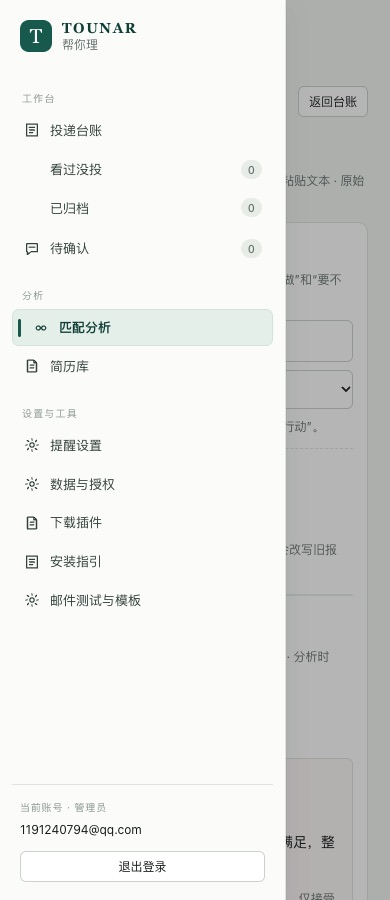 T
TOUNAR
帮你理
返回台账
工作台
投递台账
粘贴文本 · 原始
看过没投
0
已归档
0
待确认
0
做”和“要不
分析
匹配分析
简历库
设置与工具
行动”。
提醒设置
数据与授权
下载插件
改写旧报
安装指引
邮件测试与模板
· 分析时
当前账号 · 管理员
1191240794@qq.com
满足，整
退出登录
仅接受